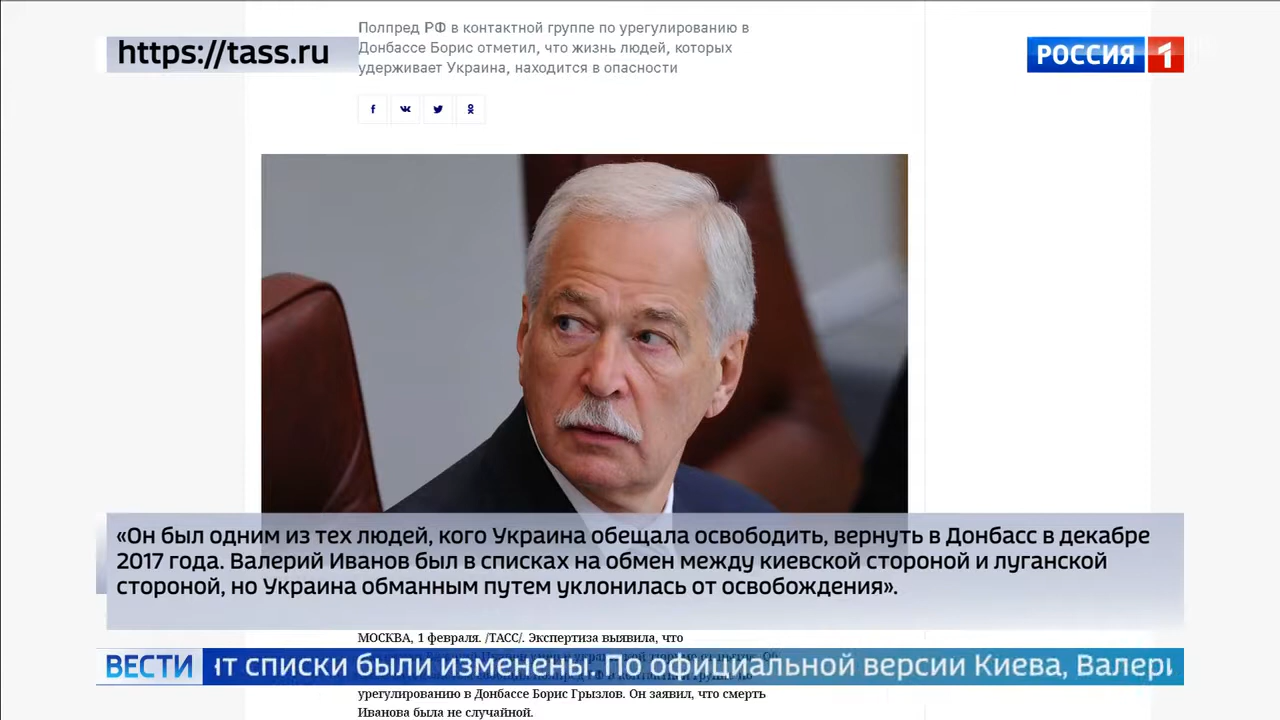 Полпред РФ в контактной группе по урегулированию в
https://tass.ru
Донбассе Борис отметил, что жизнь людей, которых
удерживает Украина, находится в опасности
РОССИЯ 1
«Он был одним из тех людей, кого Украина обещала освободить, вернуть в Донбасс в декабре
2017 года. Валерий Иванов был в списках на обмен между киевской стороной и луганской
стороной, но Украина обманным путем уклонилась от освобождения».
МОСКВА, 1 февраля. /ТАСС/. Экспертиза выявила, что
ВЕСТИ
нт списки были изменены. По официальной версии Киева, Валери
урегулированию в Донбассе Борис Грызлов. Он заявил, что смерть
Иванова была не случайной.